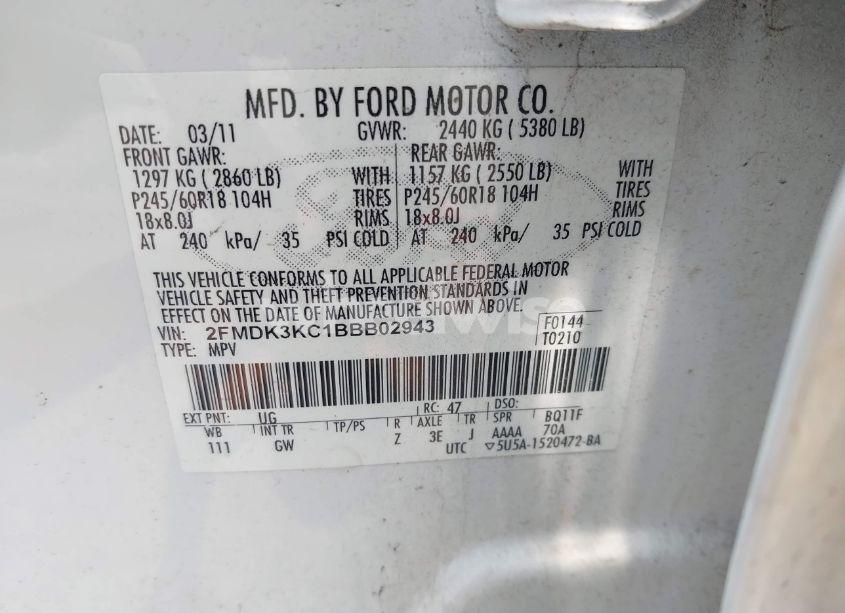 MFD. BY FORD MOTOR CO.
DATE: 03/11 GVWR: 2440 KG ( 5380 LB)
FRONT GAWR: REAR GAWR:
1297 KG ( 2860 LB) WITH 1157 KG ( 2550 LB) WITH
P245/60R18 104H TIRES P245/60R18 104H TIRES
18x8.0J RIMS 18x8.0J RIMS
AT 240 kPa/ 35 PSI COLD AT 240 kPa/ 35 PSI COLD
THIS VEHICLE CONFORMS TO ALL APPLICABLE FEDERAL MOTOR
VEHICLE SAFETY AND THEFT PREVENTION STANDARDS IN
EFFECT ON THE DATE OF MANUFACTURE SHOWN ABOVE.
VIN: 2FMDK3KC1BBB02943 F0144
TYPE: MPV T0210
EXT PNT: UG RC: 47 DSO:
WB INT TR TP/PS R AXLE TR SPR BQ11F
111 GW Z 3E J AAAA 70A
UTC ▽5U5A-1520472-BA